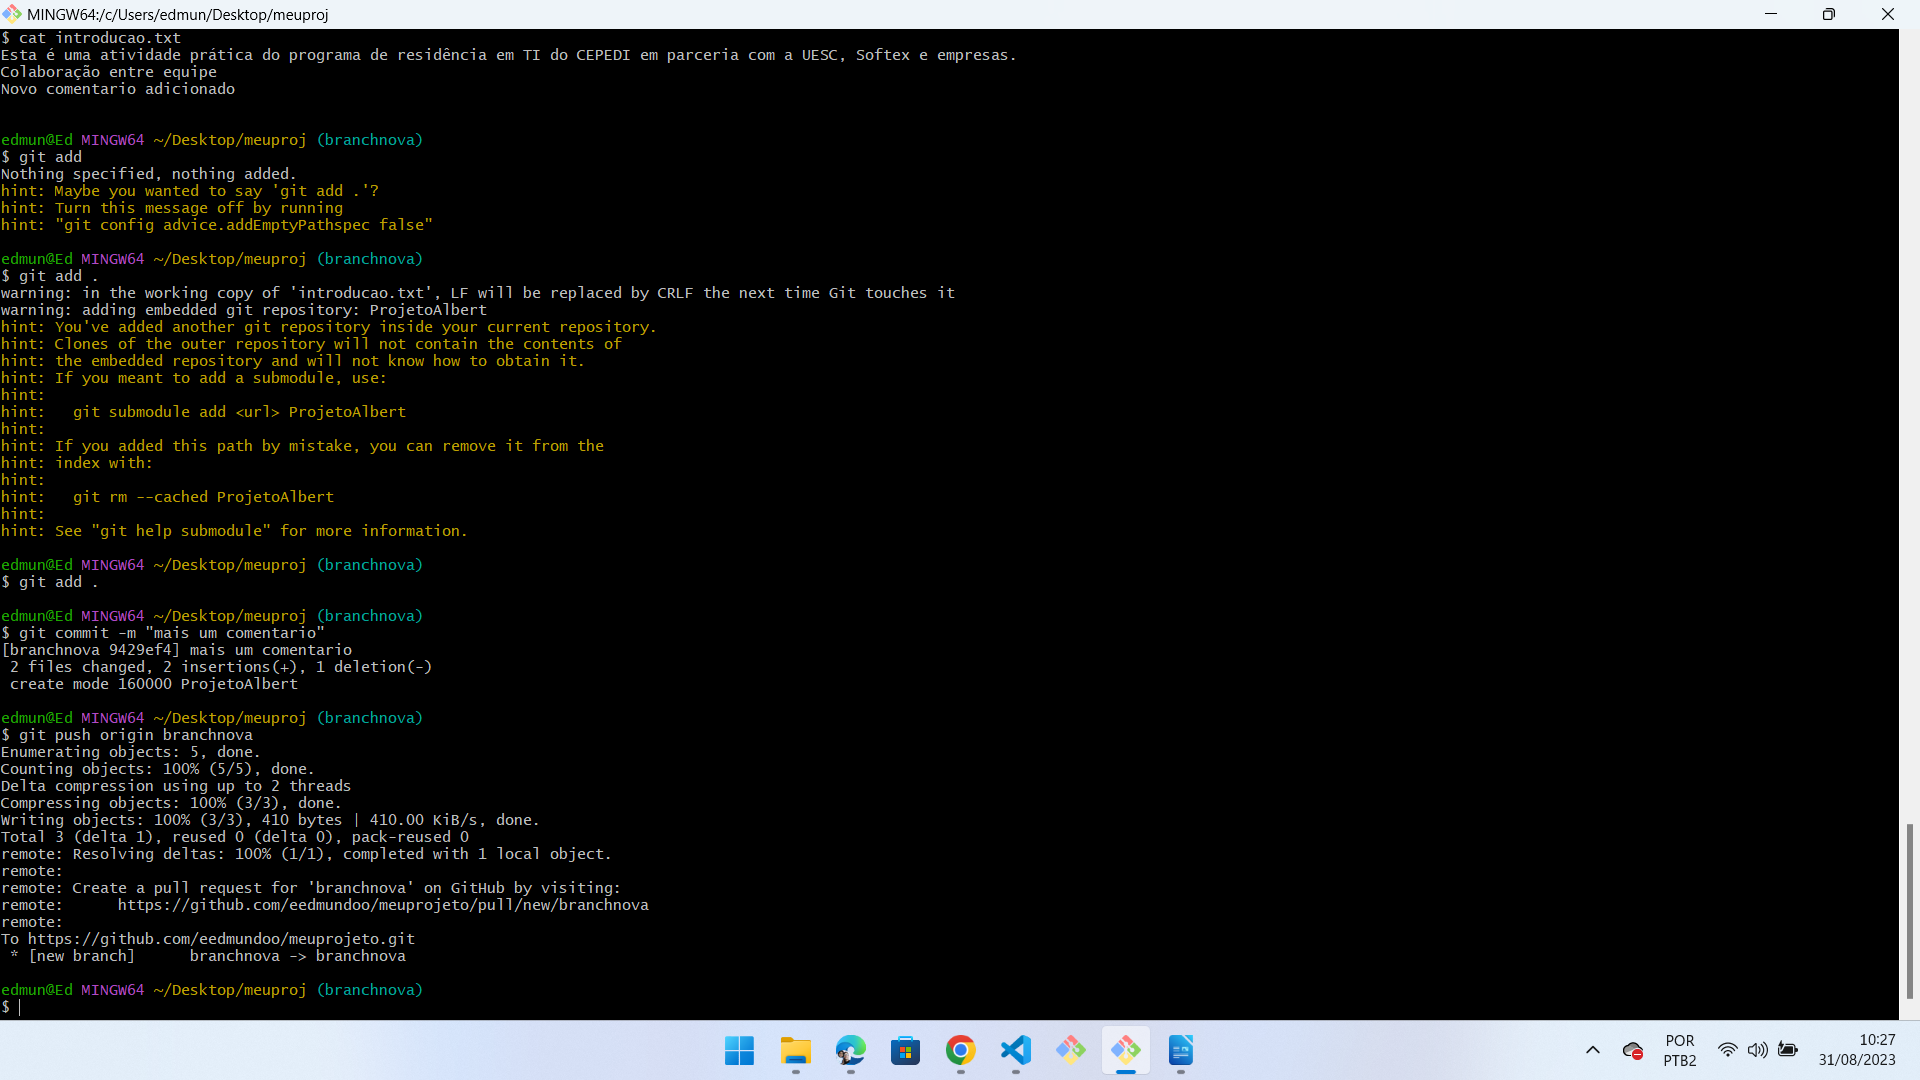 MINGW64:/c/Users/edmun/Desktop/meuproj
$ cat introducao.txt
Esta é uma atividade prática do programa de residência em TI do CEPEDI em parceria com a UESC, Softex e empresas.
Colaboração entre equipe
Novo comentario adicionado
edmun@Ed MINGW64 ~/Desktop/meuproj (branchnova)
$ git add
Nothing specified, nothing added.
hint: Maybe you wanted to say 'git add .'?
hint: Turn this message off by running
hint: "git config advice.addEmptyPathspec false"
edmun@Ed MINGW64 ~/Desktop/meuproj (branchnova)
$ git add .
warning: in the working copy of 'introducao.txt', LF will be replaced by CRLF the next time Git touches it
warning: adding embedded git repository: ProjetoAlbert
hint: You've added another git repository inside your current repository.
hint: Clones of the outer repository will not contain the contents of
hint: the embedded repository and will not know how to obtain it.
hint: If you meant to add a submodule, use:
hint:
hint:   git submodule add <url> ProjetoAlbert
hint:
hint: If you added this path by mistake, you can remove it from the
hint: index with:
hint:
hint:   git rm --cached ProjetoAlbert
hint:
hint: See "git help submodule" for more information.
edmun@Ed MINGW64 ~/Desktop/meuproj (branchnova)
$ git add .
edmun@Ed MINGW64 ~/Desktop/meuproj (branchnova)
$ git commit -m "mais um comentario"
[branchnova 9429ef4] mais um comentario
 2 files changed, 2 insertions(+), 1 deletion(-)
 create mode 160000 ProjetoAlbert
edmun@Ed MINGW64 ~/Desktop/meuproj (branchnova)
$ git push origin branchnova
Enumerating objects: 5, done.
Counting objects: 100% (5/5), done.
Delta compression using up to 2 threads
Compressing objects: 100% (3/3), done.
Writing objects: 100% (3/3), 410 bytes | 410.00 KiB/s, done.
Total 3 (delta 1), reused 0 (delta 0), pack-reused 0
remote: Resolving deltas: 100% (1/1), completed with 1 local object.
remote:
remote: Create a pull request for 'branchnova' on GitHub by visiting:
remote:      https://github.com/eedmundoo/meuprojeto/pull/new/branchnova
remote:
To https://github.com/eedmundoo/meuprojeto.git
 * [new branch]      branchnova -> branchnova
edmun@Ed MINGW64 ~/Desktop/meuproj (branchnova)
$
POR
PTB2
10:27
31/08/2023